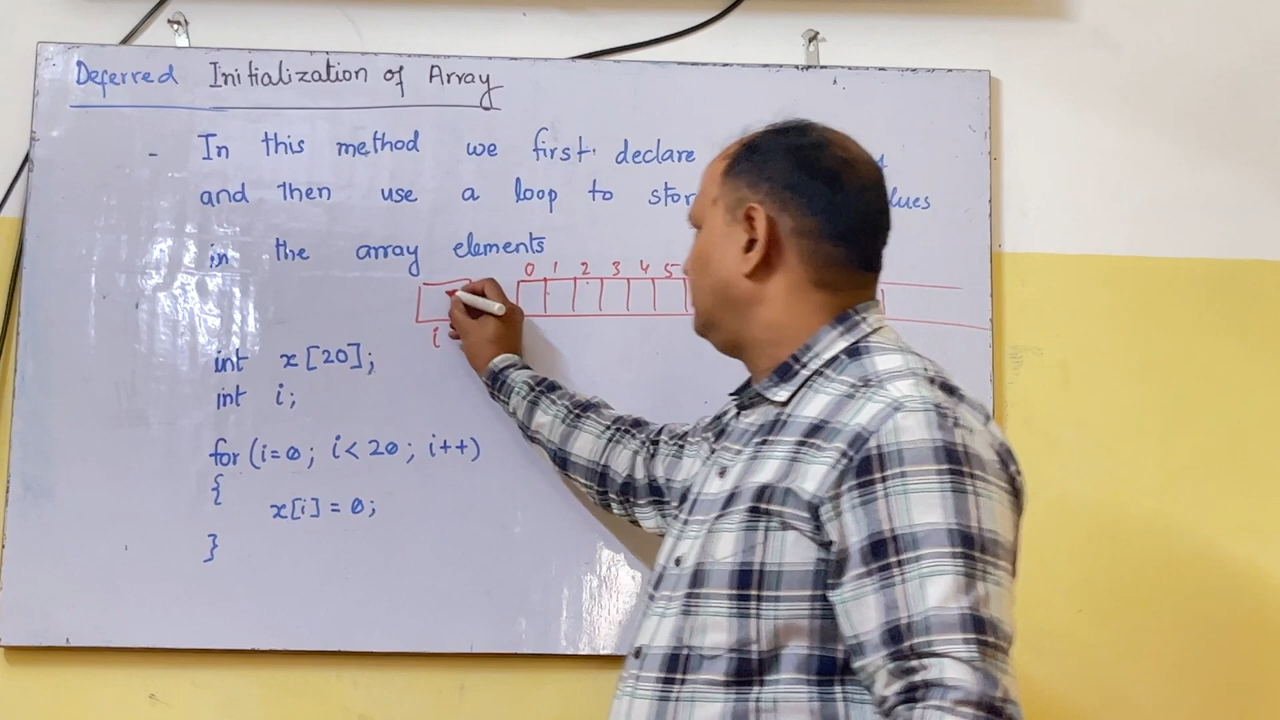 Deferred Initialization of Array
- In this method we first declare
and then use a loop to
in the array elements
0 1 2 3 4 5
i
int x[20];
int i;
for (i=0; i<20; i++)
{
x[i] = 0;
}